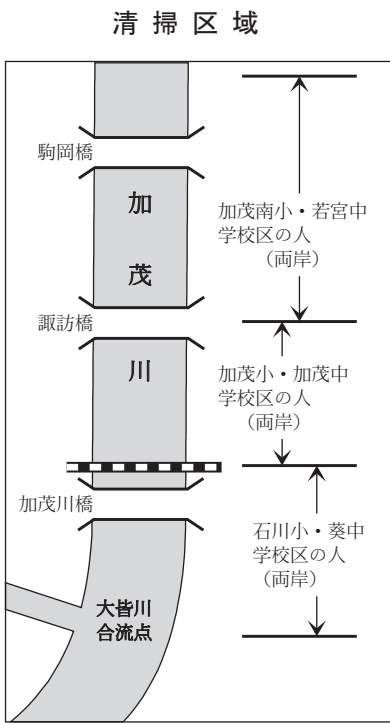 清掃区域
駒岡橋
加茂川
諏訪橋
加茂川橋
大皆川
合流点
加茂南小・若宮中
学校区の人
（両岸）
加茂小・加茂中
学校区の人
（両岸）
石川小・葵中
学校区の人
（両岸）